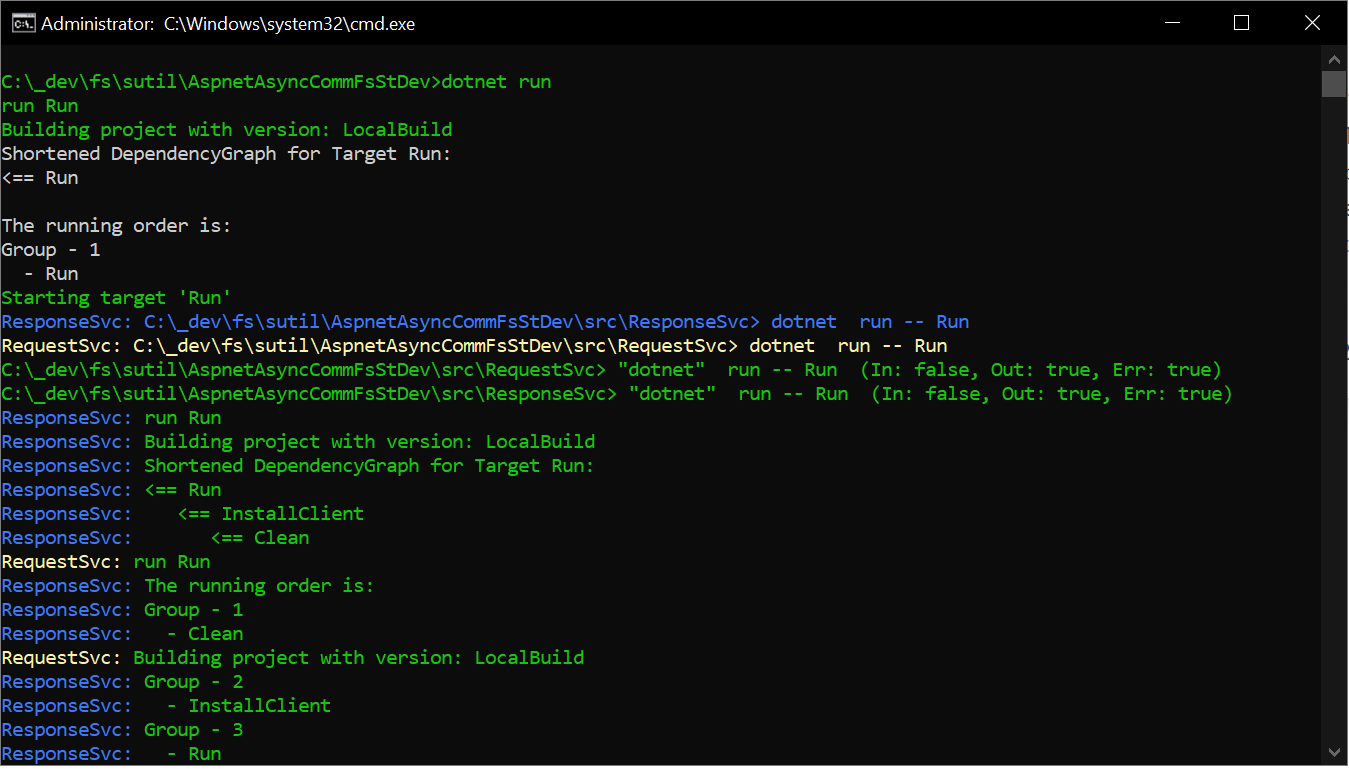 Administrator:  C:\Windows\system32\cmd.exe
C:\_dev\fs\sutil\AspnetAsyncCommFsStDev>dotnet run
run Run
Building project with version: LocalBuild
Shortened DependencyGraph for Target Run:
<== Run
The running order is:
Group - 1
  - Run
Starting target 'Run'
ResponseSvc: C:\_dev\fs\sutil\AspnetAsyncCommFsStDev\src\ResponseSvc> dotnet  run -- Run
RequestSvc: C:\_dev\fs\sutil\AspnetAsyncCommFsStDev\src\RequestSvc> dotnet  run -- Run
C:\_dev\fs\sutil\AspnetAsyncCommFsStDev\src\RequestSvc> "dotnet"  run -- Run  (In: false, Out: true, Err: true)
C:\_dev\fs\sutil\AspnetAsyncCommFsStDev\src\ResponseSvc> "dotnet"  run -- Run  (In: false, Out: true, Err: true)
ResponseSvc: run Run
ResponseSvc: Building project with version: LocalBuild
ResponseSvc: Shortened DependencyGraph for Target Run:
ResponseSvc: <== Run
ResponseSvc:    <== InstallClient
ResponseSvc:       <== Clean
RequestSvc: run Run
ResponseSvc: The running order is:
ResponseSvc: Group - 1
ResponseSvc:   - Clean
RequestSvc: Building project with version: LocalBuild
ResponseSvc: Group - 2
ResponseSvc:   - InstallClient
ResponseSvc: Group - 3
ResponseSvc:   - Run